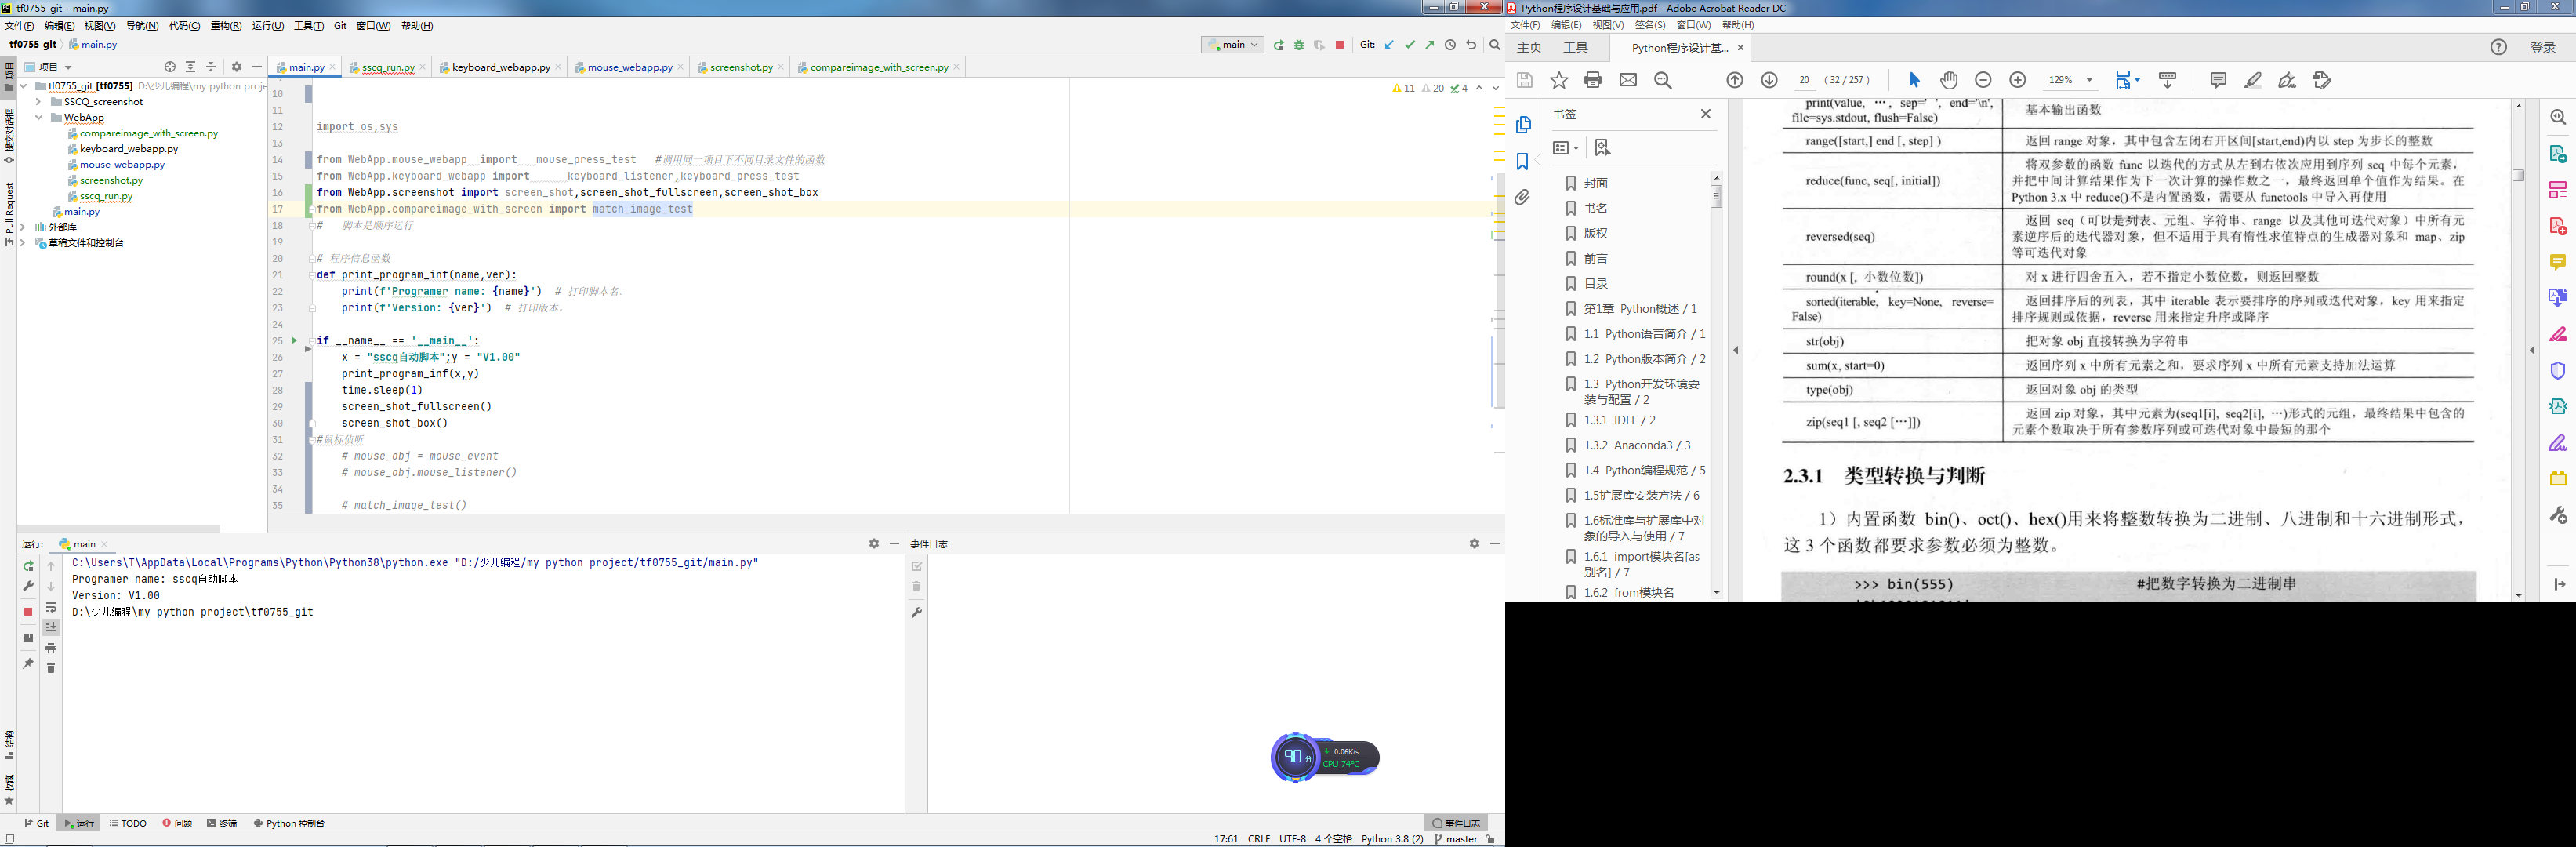 tf0755_git – main.py
文件(F) 编辑(E) 视图(V) 导航(N) 代码(C) 重构(R) 运行(U) 工具(T) Git 窗口(W) 帮助(H)
tf0755_git 〉 main.py
main
Git:
项目
tf0755_git [tf0755] D:\少儿编程\my python proje
SSCQ_screenshot
WebApp
compareimage_with_screen.py
keyboard_webapp.py
mouse_webapp.py
screenshot.py
sscq_run.py
main.py
外部库
草稿文件和控制台
项目
提交对话框
Pull Request
结构
收藏
main.py
sscq_run.py
keyboard_webapp.py
mouse_webapp.py
screenshot.py
compareimage_with_screen.py
11 20 4
10
11
12 import os,sys
13
14 from WebApp.mouse_webapp import mouse_press_test #调用同一项目下不同目录文件的函数
15 from WebApp.keyboard_webapp import keyboard_listener,keyboard_press_test
16 from WebApp.screenshot import screen_shot,screen_shot_fullscreen,screen_shot_box
17 from WebApp.compareimage_with_screen import match_image_test
18 # 脚本是顺序运行
19
20 # 程序信息函数
21 def print_program_inf(name,ver):
22 print(f'Programer name: {name}') # 打印脚本名。
23 print(f'Version: {ver}') # 打印版本。
24
25 if __name__ == '__main__':
26 x = "sscq自动脚本";y = "V1.00"
27 print_program_inf(x,y)
28 time.sleep(1)
29 screen_shot_fullscreen()
30 screen_shot_box()
31 #鼠标侦听
32 # mouse_obj = mouse_event
33 # mouse_obj.mouse_listener()
34
35 # match_image_test()
运行: main
C:\Users\T\AppData\Local\Programs\Python\Python38\python.exe "D:/少儿编程/my python project/tf0755_git/main.py"
Programer name: sscq自动脚本
Version: V1.00
D:\少儿编程\my python project\tf0755_git
事件日志
90分
0.06K/s
CPU 74℃
Git 运行 TODO 问题 终端 Python 控制台
事件日志
17:61 CRLF UTF-8 4 个空格 Python 3.8 (2) master
Python程序设计基础与应用.pdf - Adobe Acrobat Reader DC
文件(F) 编辑(E) 视图(V) 签名(S) 窗口(W) 帮助(H)
主页 工具 Python程序设计基... ×
登录
20 (32 / 257) 129%
书签
封面
书名
版权
前言
目录
第1章 Python概述 / 1
1.1 Python语言简介 / 1
1.2 Python版本简介 / 2
1.3 Python开发环境安
装与配置 / 2
1.3.1 IDLE / 2
1.3.2 Anaconda3 / 3
1.4 Python编程规范 / 5
1.5扩展库安装方法 / 6
1.6标准库与扩展库中对
象的导入与使用 / 7
1.6.1 import模块名[as
别名] / 7
1.6.2 from模块名
print(value, …, sep=' ', end='\n',
file=sys.stdout, flush=False)
基本输出函数
range([start,] end [, step] )
返回 range 对象，其中包含左闭右开区间[start,end)内以 step 为步长的整数
reduce(func, seq[, initial])
将双参数的函数 func 以迭代的方式从左到右依次应用到序列 seq 中每个元素，
并把中间计算结果作为下一次计算的操作数之一，最终返回单个值作为结果。在
Python 3.x 中 reduce()不是内置函数，需要从 functools 中导入再使用
reversed(seq)
返回 seq（可以是列表、元组、字符串、range 以及其他可迭代对象）中所有元
素逆序后的迭代器对象，但不适用于具有惰性求值特点的生成器对象和 map、zip
等可迭代对象
round(x [, 小数位数])
对 x 进行四舍五入，若不指定小数位数，则返回整数
sorted(iterable, key=None, reverse=
False)
返回排序后的列表，其中 iterable 表示要排序的序列或迭代对象，key 用来指定
排序规则或依据，reverse 用来指定升序或降序
str(obj)
把对象 obj 直接转换为字符串
sum(x, start=0)
返回序列 x 中所有元素之和，要求序列 x 中所有元素支持加法运算
type(obj)
返回对象 obj 的类型
zip(seq1 [, seq2 […]])
返回 zip 对象，其中元素为(seq1[i], seq2[i], …)形式的元组，最终结果中包含的
元素个数取决于所有参数序列或可迭代对象中最短的那个
2.3.1 类型转换与判断
1）内置函数 bin()、oct()、hex()用来将整数转换为二进制、八进制和十六进制形式，
这 3 个函数都要求参数必须为整数。
>>> bin(555) #把数字转换为二进制串